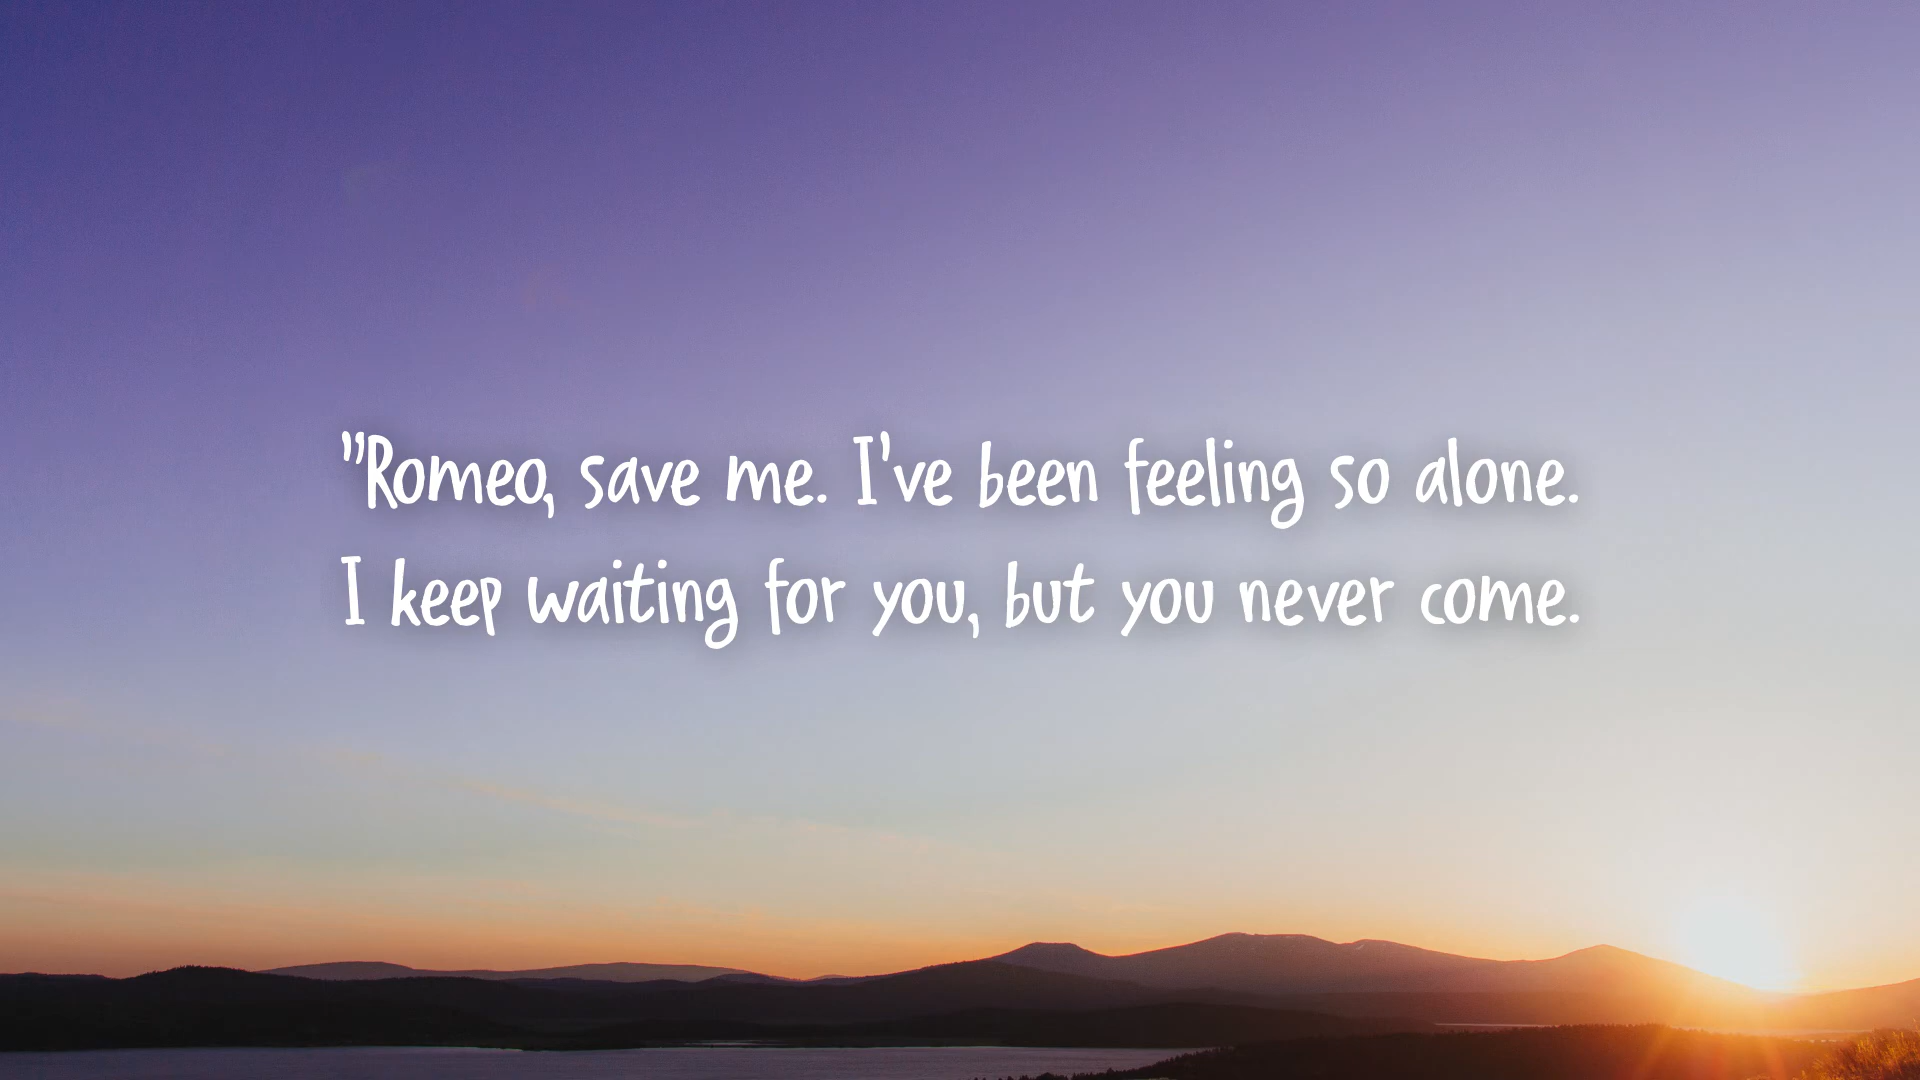 "Romeo, save me. I've been feeling so alone.
I keep waiting for you, but you never come.